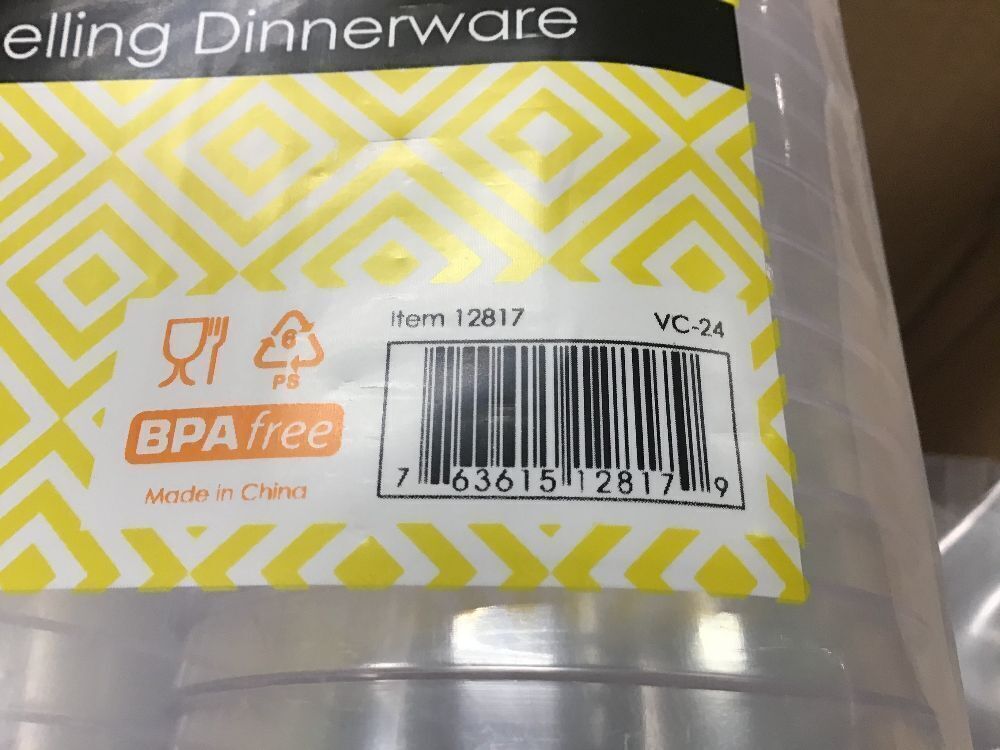 elling Dinnerware
Item 12817
VC-24
6
PS
BPA free
Made in China
7 63615 12817 9